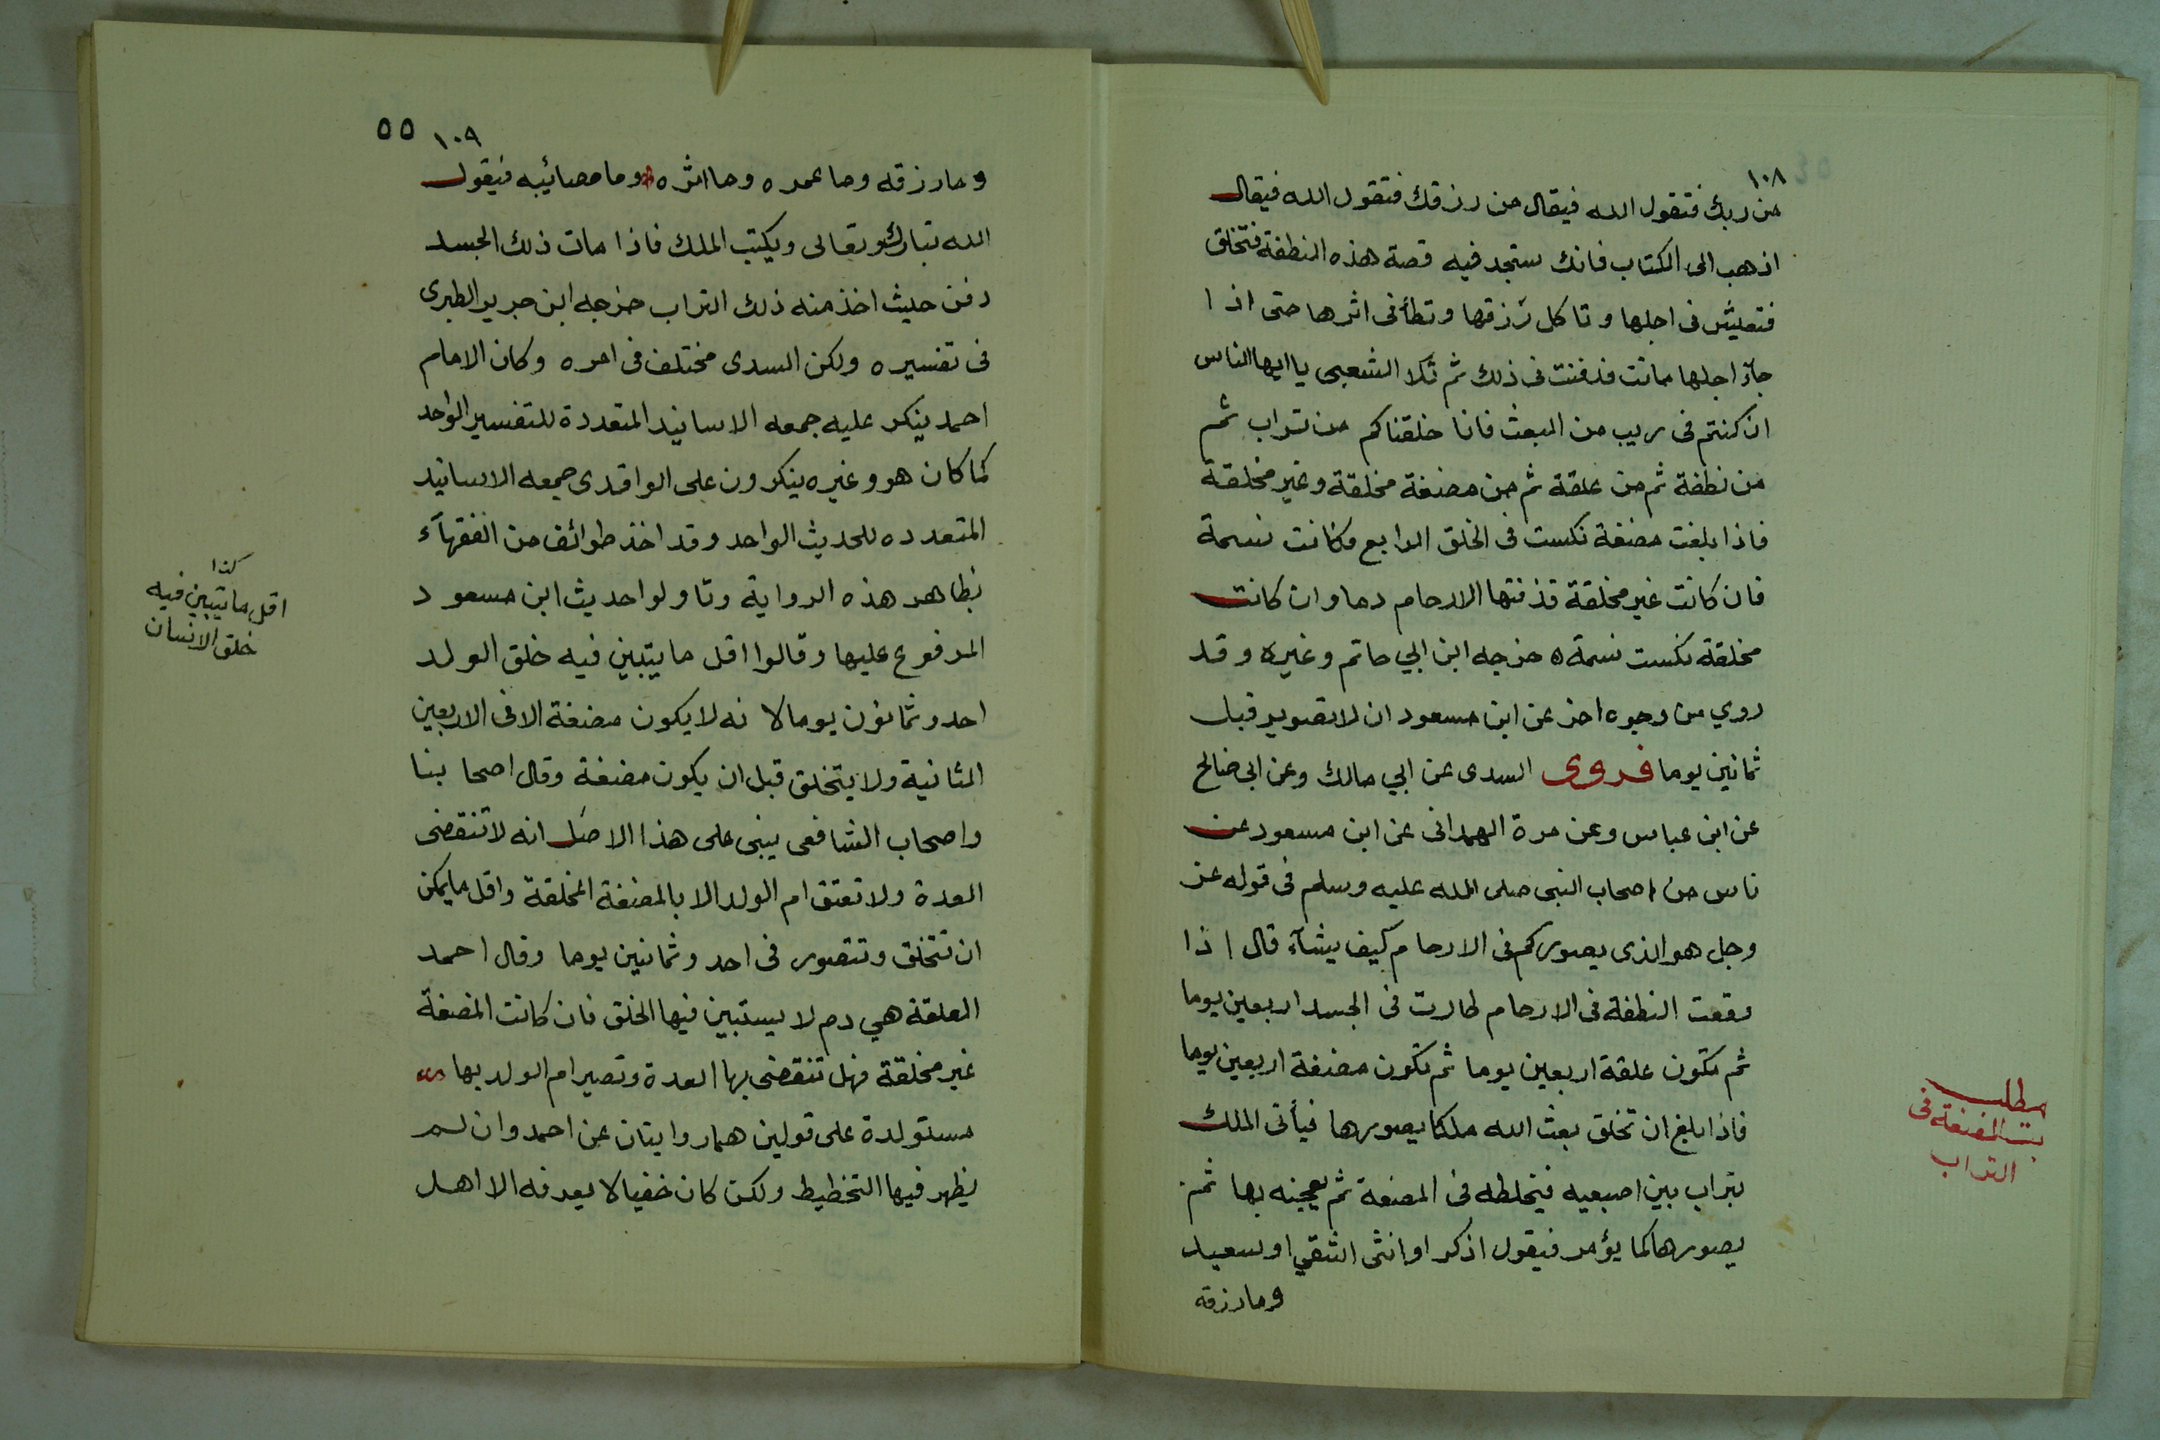 ١٠٨
من ربك فتقول الله فيقال من رزقك فتقول الله فيقال
اذهب الى الكتاب فانك ستجد فيه قصة هذه النطفة فتخلق
فتعيش فى اجلها وتاكل رزقها وتطأ فى اثرها حتى اذا
جآء اجلها ماتت فدفنت فى ذلك ثم تلا الشعبى يا ايها الناس
ان كنتم فى ريب من البعث فانا خلقناكم من تراب ثم
من نطفة ثم من علقة ثم من مضغة مخلقة وغير مخلقة
فاذا بلغت مضغة نكست فى الخلق الرابع فكانت نسمة
فان كانت غير مخلقة قذفتها الارحام دما وان كانت
مخلقة نكست نسمة ه خرجه ابن ابي حاتم وغيره وقد
روي من وجوه اخر عن ابن مسعود ان لا تصوير قبل
ثمانين يوما فروى السدى عن ابي مالك وعن ابى صالح
عن ابن عباس وعن مرة الهمدانى عن ابن مسعود عن
ناس من اصحاب النبى صلى الله عليه وسلم فى قوله عز
وجل هو الذى يصوركم فى الارحام كيف يشآء قال اذا
وقعت النطفة فى الارحام طارت فى الجسد اربعين يوما
ثم تكون علقة اربعين يوما ثم تكون مضغة اربعين يوما
فاذا بلغ ان تخلق بعث الله ملكا يصورها فيأتى الملك
بتراب بين اصبعيه فيخلطه فى المضغة ثم يعجنه بها ثم
يصورها كما يؤمر فيقول اذكر او انثى اشقي او سعيد
وما رزقه
مطلب
المضغة فى
التراب
١٠٩ ٥٥
وما رزقه وما عمره وما اثره وما مصائبه فيقول
الله تبارك وتعالى ويكتب الملك فاذا مات ذلك الجسد
دفن حيث اخذ منه ذلك التراب خرجه ابن جرير الطبرى
فى تفسيره ولكن السدى مختلف فى امره وكان الامام
احمد ينكر عليه جمعه الاسانيد المتعددة للتفسير الواحد
كما كان هو وغيره ينكرون على الواقدى جمعه الاسانيد
المتعدده للحديث الواحد وقد اخذ طوائف من الفقهآء
بظاهر هذه الرواية وتاولوا حديث ابن مسعود
المرفوع عليها وقالوا اقل ما يتبين فيه خلق الولد
احد وثمانون يوما لا نه لا يكون مضغة الا فى الاربعين
الثانية ولا يتخلق قبل ان يكون مضغة وقال اصحا بنا
واصحاب الشافعى يبنى على هذا الاصل انه لا تنقضى
العدة ولا تعتق ام الولد الا بالمضغة المخلقة واقل ما يمكن
ان تتخلق وتتصور فى احد وثمانين يوما وقال احمد
العلقة هي دم لا يستبين فيها الخلق فان كانت المضغة
غير مخلقة فهل تنقضى بها العدة وتصير ام الولد بها
مستولدة على قولين هما روايتان عن احمد وان لم
يظهر فيها التخطيط ولكن كان خفيا لا يعرفه الا اهل
كذا
اقل ما يتبين فيه
خلق الانسان